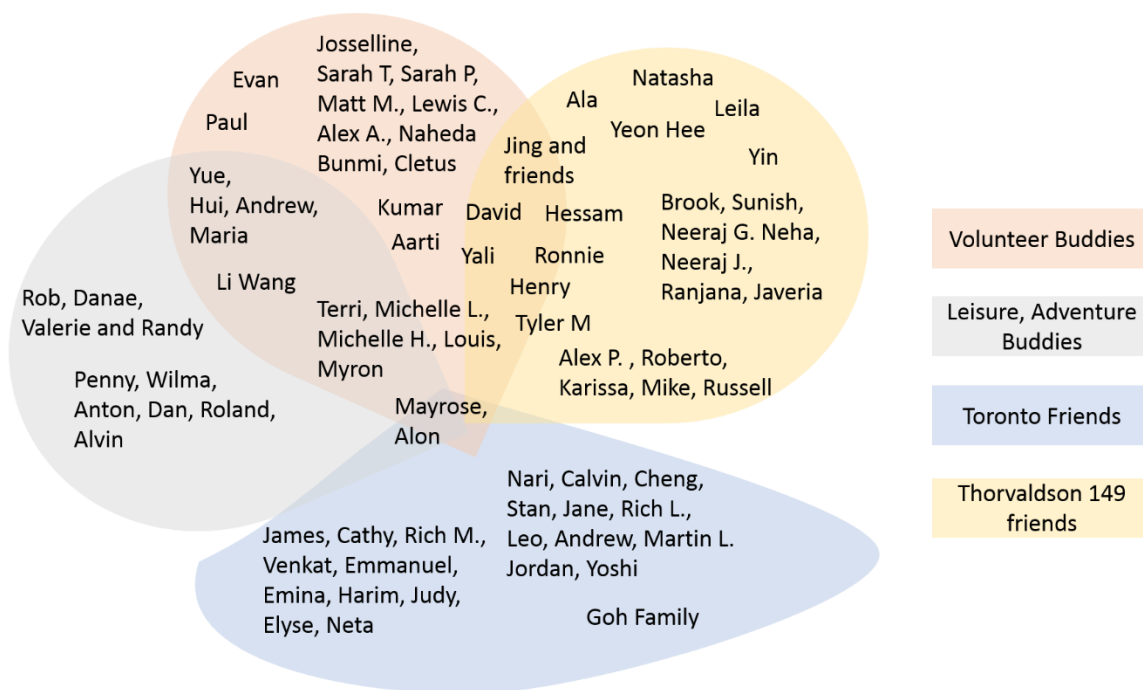 Josselline,
Sarah T, Sarah P,
Matt M., Lewis C.,
Alex A., Naheda
Bunmi, Cletus
Evan
Paul
Natasha
Ala
Leila
Yeon Hee
Yin
Jing and
friends
Yue,
Hui, Andrew,
Maria
Kumar
Aarti
David
Hessam
Yali
Ronnie
Henry
Tyler M
Brook, Sunish,
Neeraj G. Neha,
Neeraj J.,
Ranjana, Javeria
Li Wang
Rob, Danae,
Valerie and Randy
Terri, Michelle L.,
Michelle H., Louis,
Myron
Alex P. , Roberto,
Karissa, Mike, Russell
Penny, Wilma,
Anton, Dan, Roland,
Alvin
Mayrose,
Alon
Nari, Calvin, Cheng,
Stan, Jane, Rich L.,
Leo, Andrew, Martin L.
Jordan, Yoshi
James, Cathy, Rich M.,
Venkat, Emmanuel,
Emina, Harim, Judy,
Elyse, Neta
Goh Family
Volunteer Buddies
Leisure, Adventure
Buddies
Toronto Friends
Thorvaldson 149
friends